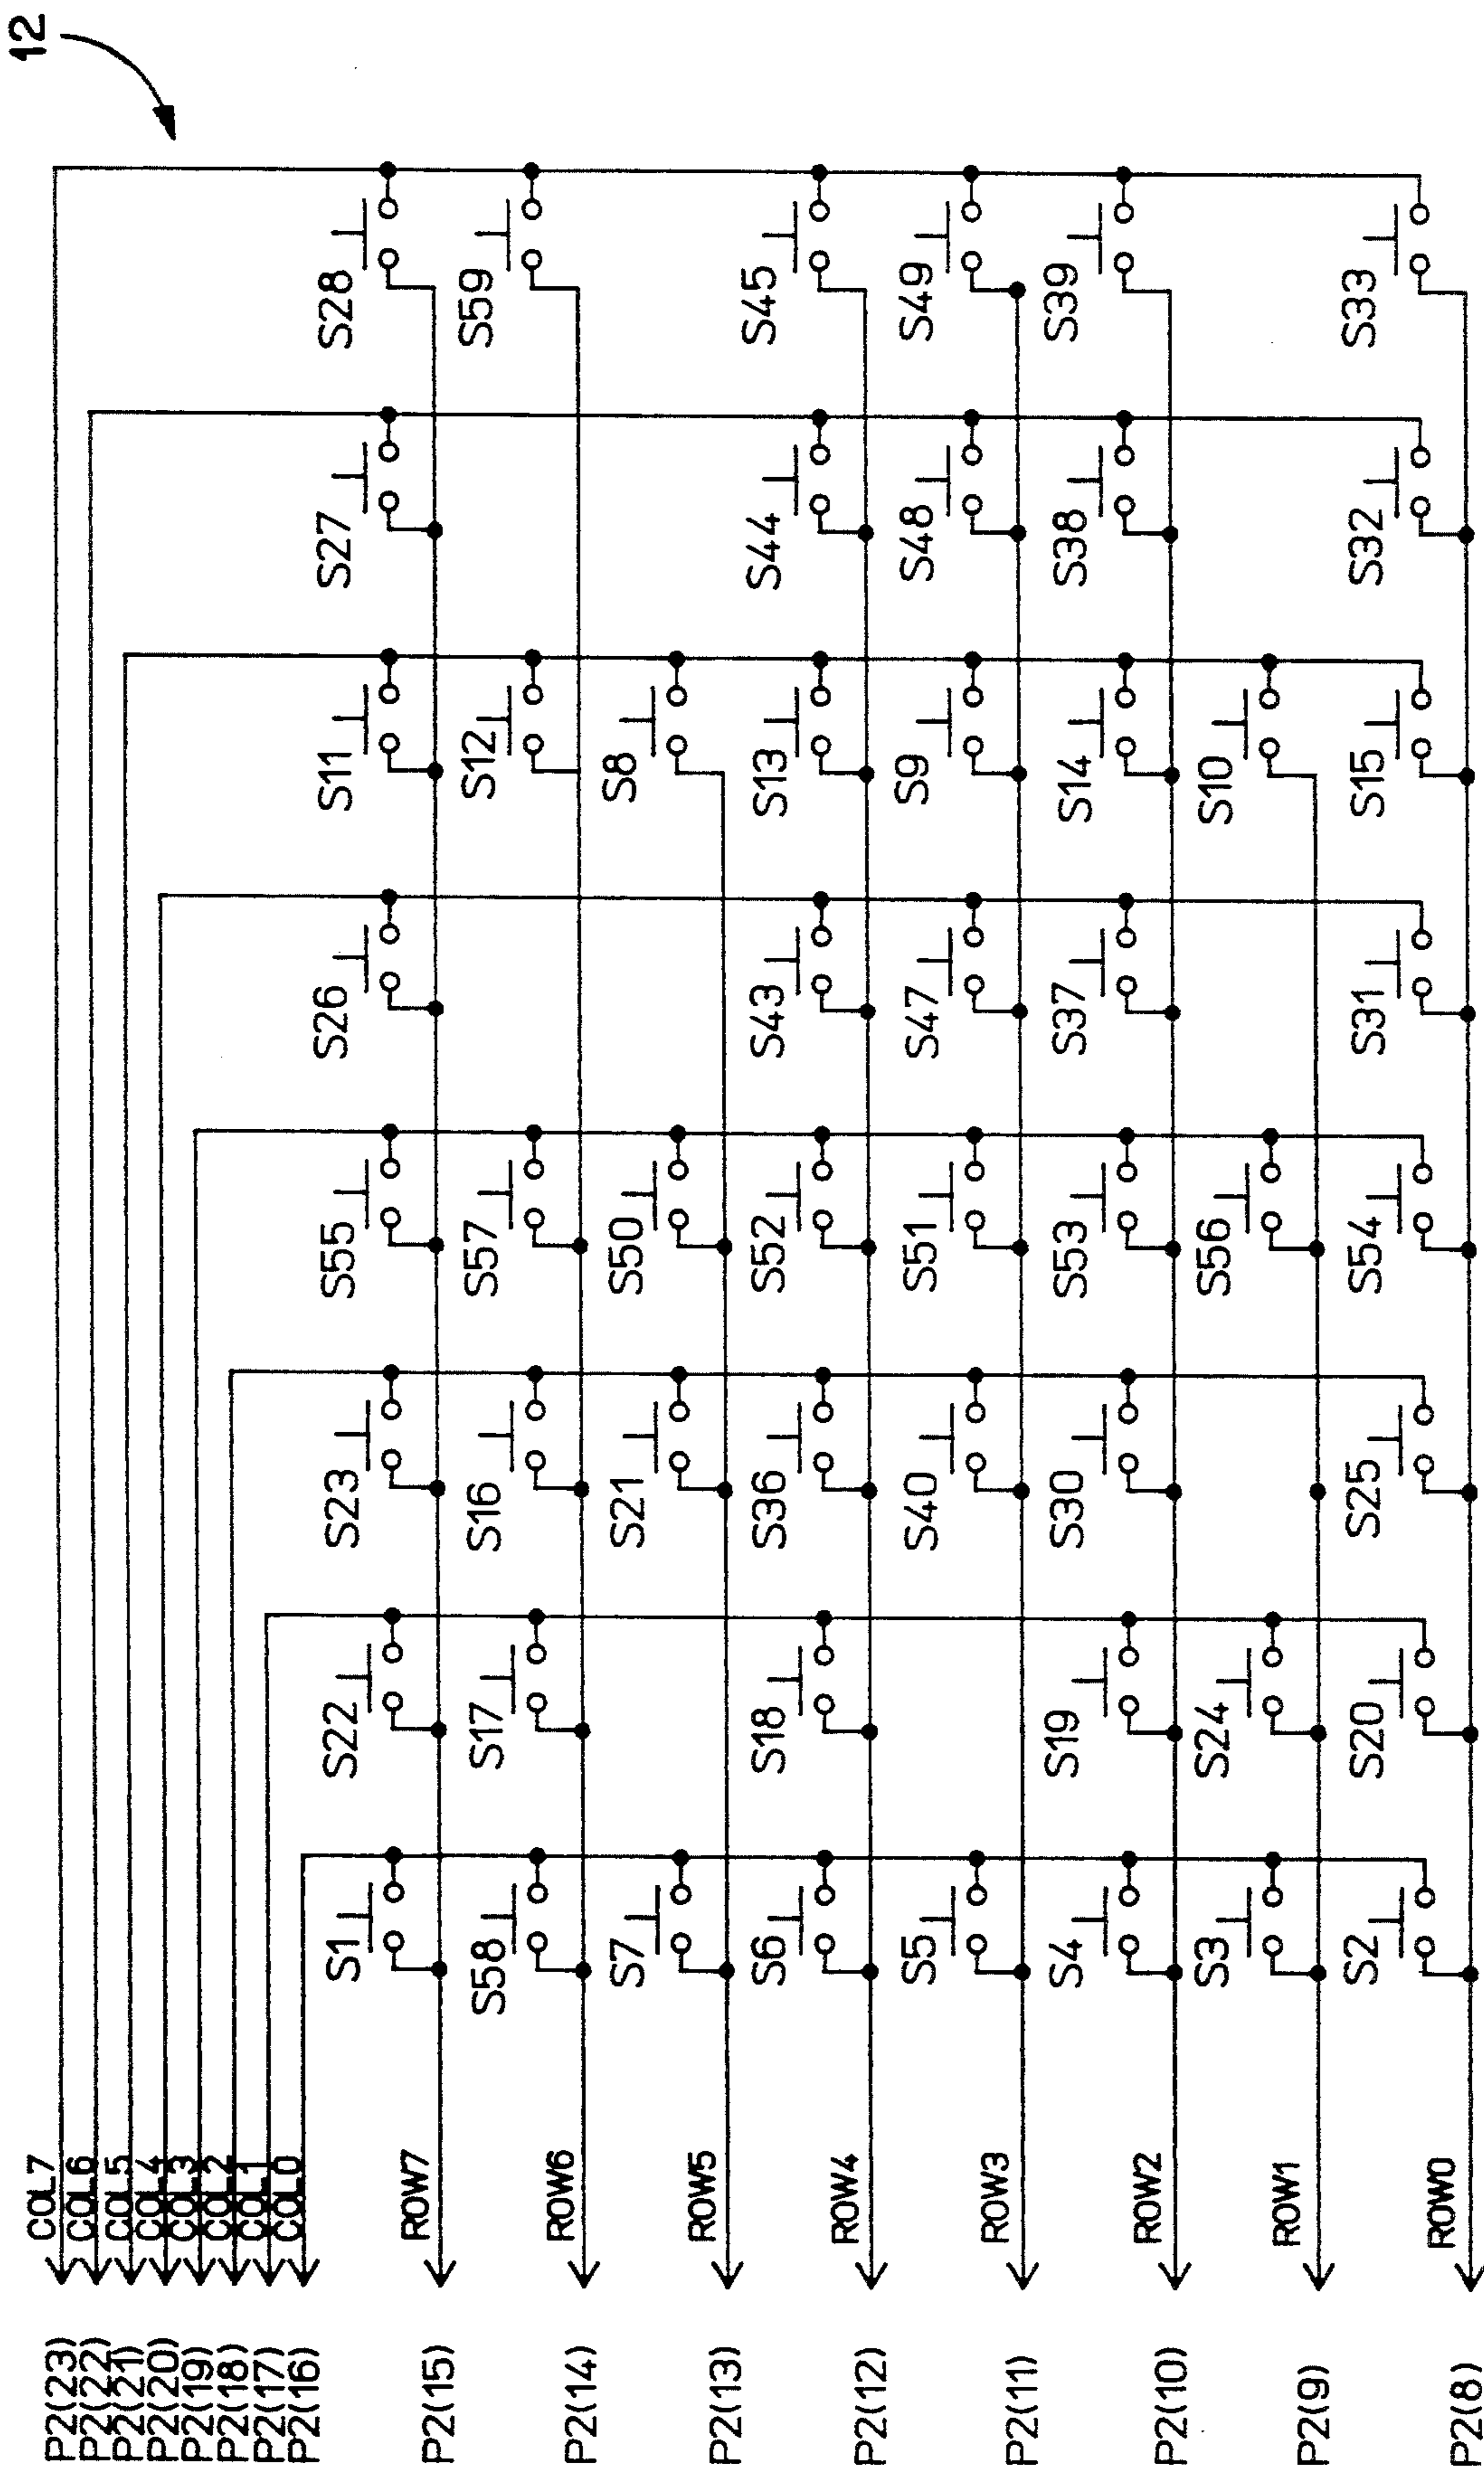 12
P2(23) COL7
P2(22) COL6
P2(21) COL5
P2(20) COL4
P2(19) COL3
P2(18) COL2
P2(17) COL1
P2(16) COL0
P2(15) ROW7 S1 S22 S23 S55 S26 S11 S27 S28
P2(14) ROW6 S58 S17 S16 S57 S12 S59
P2(13) ROW5 S7 S21 S50 S8
P2(12) ROW4 S6 S18 S36 S52 S43 S13 S44 S45
P2(11) ROW3 S5 S40 S51 S47 S9 S48 S49
P2(10) ROW2 S4 S19 S30 S53 S37 S14 S38 S39
P2(9) ROW1 S3 S24 S56 S10
P2(8) ROW0 S2 S20 S25 S54 S31 S15 S32 S33